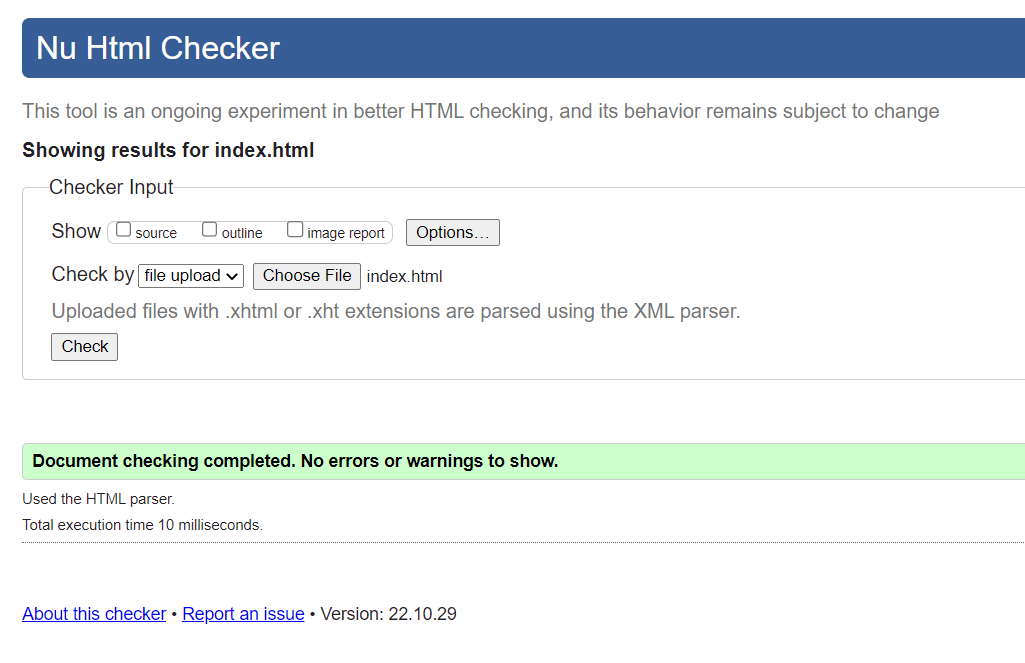 Nu Html Checker
This tool is an ongoing experiment in better HTML checking, and its behavior remains subject to change
Showing results for index.html
Checker Input
Show source outline image report Options...
Check by file upload Choose File index.html
Uploaded files with .xhtml or .xht extensions are parsed using the XML parser.
Check
Document checking completed. No errors or warnings to show.
Used the HTML parser.
Total execution time 10 milliseconds.
About this checker • Report an issue • Version: 22.10.29